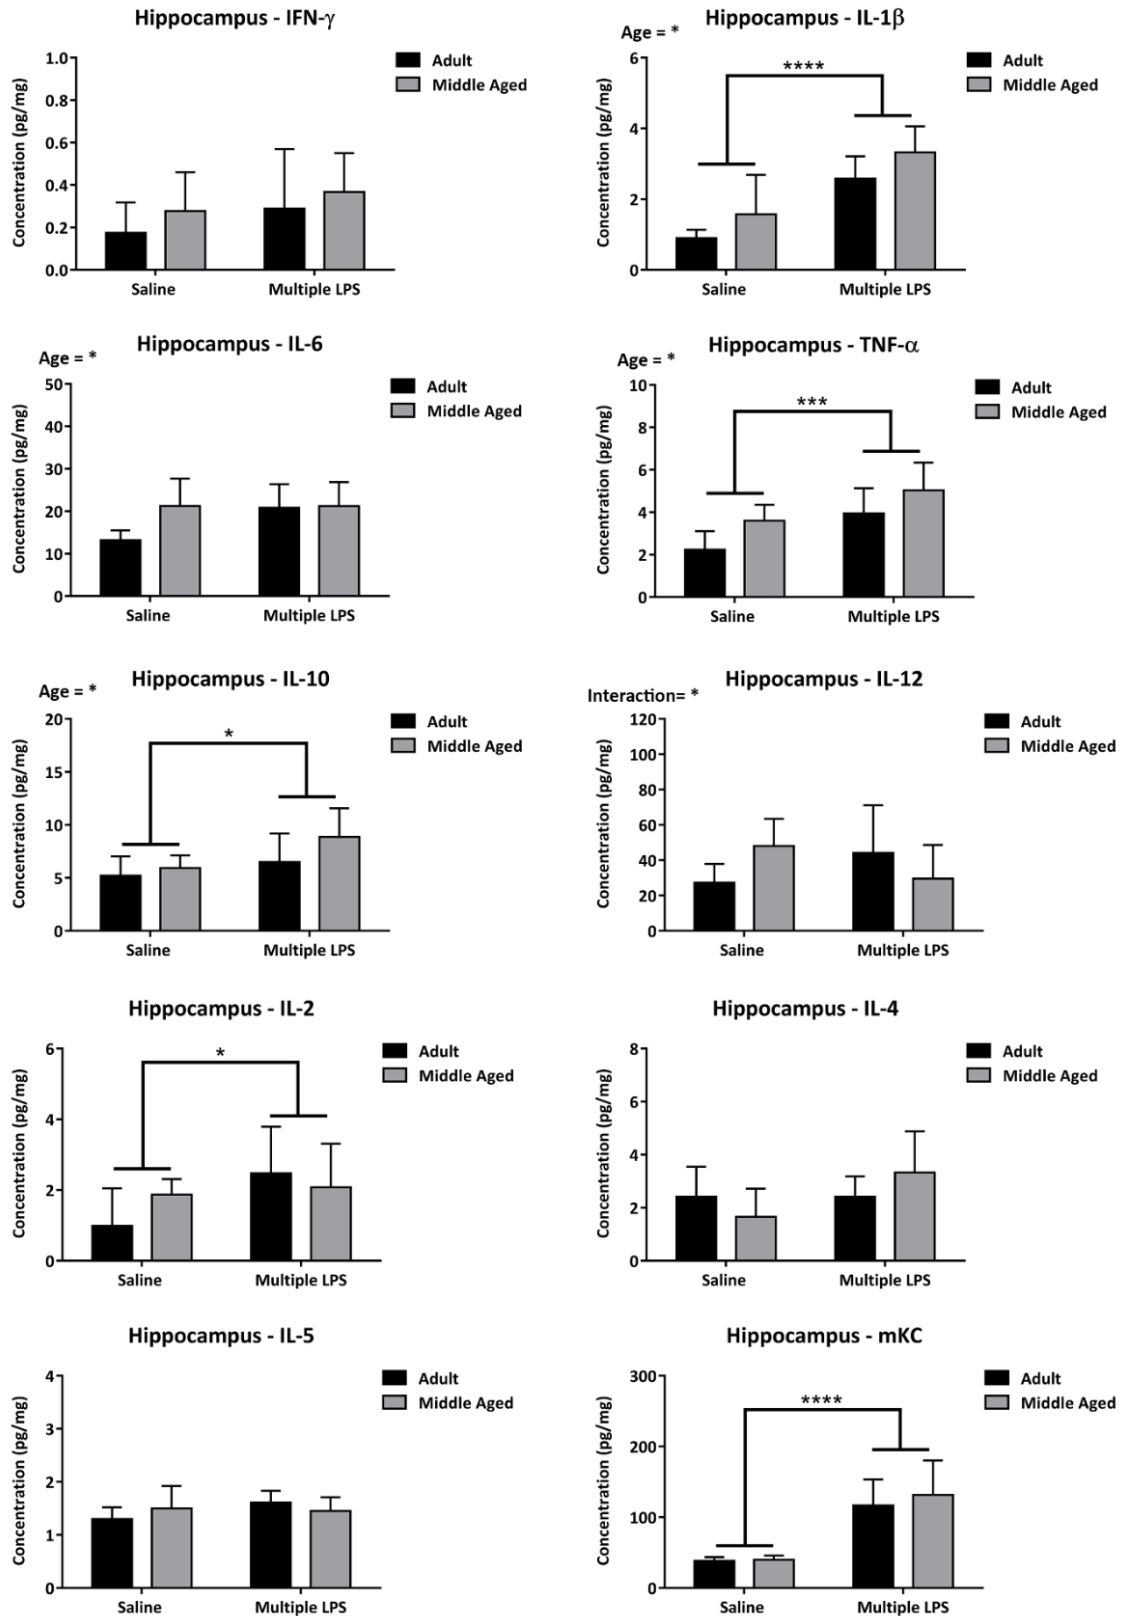 Hippocampus - IFN-γ
Concentration (pg/mg)
1.0
0.8
0.6
0.4
0.2
0.0
Saline
Multiple LPS
Adult
Middle Aged
Hippocampus - IL-1β
Age = *
Concentration (pg/mg)
6
4
2
0
****
Saline
Multiple LPS
Adult
Middle Aged
Hippocampus - IL-6
Age = *
Concentration (pg/mg)
50
40
30
20
10
0
Saline
Multiple LPS
Adult
Middle Aged
Hippocampus - TNF-α
Age = *
Concentration (pg/mg)
10
8
6
4
2
0
***
Saline
Multiple LPS
Adult
Middle Aged
Hippocampus - IL-10
Age = *
Concentration (pg/mg)
20
15
10
5
0
*
Saline
Multiple LPS
Adult
Middle Aged
Hippocampus - IL-12
Interaction= *
Concentration (pg/mg)
120
100
80
60
40
20
0
Saline
Multiple LPS
Adult
Middle Aged
Hippocampus - IL-2
Concentration (pg/mg)
6
4
2
0
*
Saline
Multiple LPS
Adult
Middle Aged
Hippocampus - IL-4
Concentration (pg/mg)
8
6
4
2
0
Saline
Multiple LPS
Adult
Middle Aged
Hippocampus - IL-5
Concentration (pg/mg)
4
3
2
1
0
Saline
Multiple LPS
Adult
Middle Aged
Hippocampus - mKC
Concentration (pg/mg)
300
200
100
0
****
Saline
Multiple LPS
Adult
Middle Aged